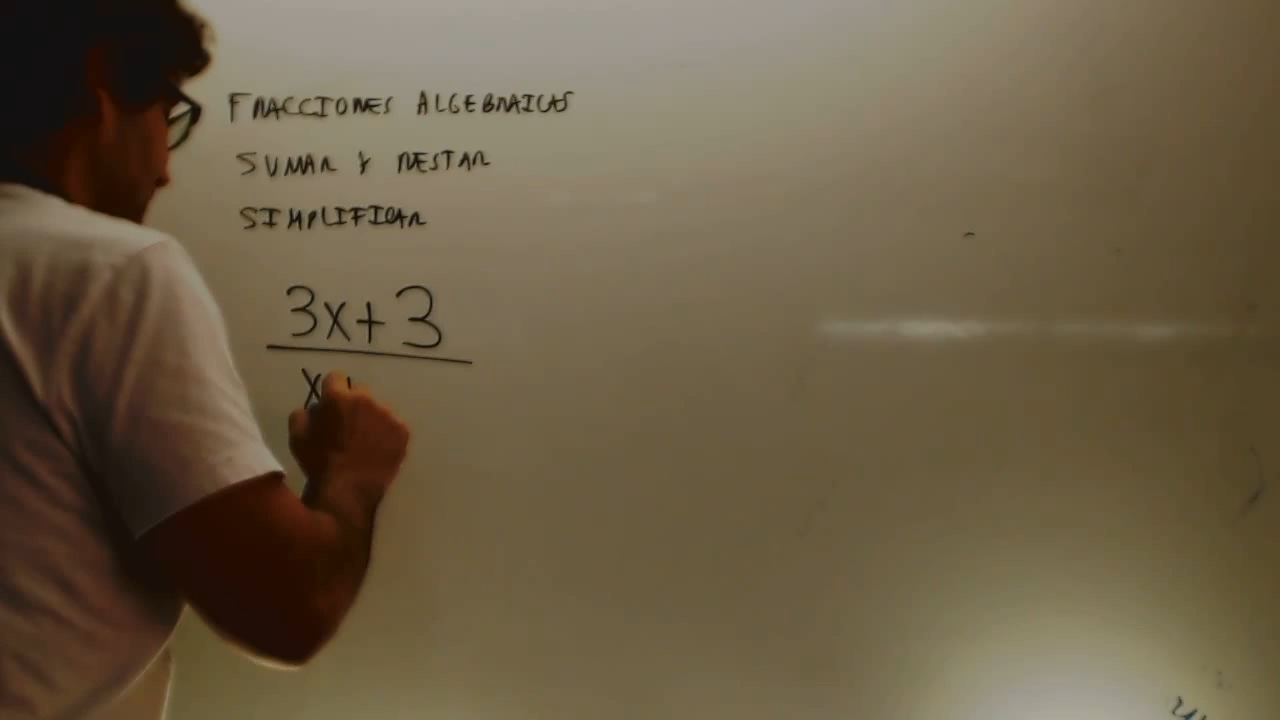 FRACCIONES ALGEBRAICAS
SUMAR Y RESTAR
SIMPLIFICAR
3x+3
x